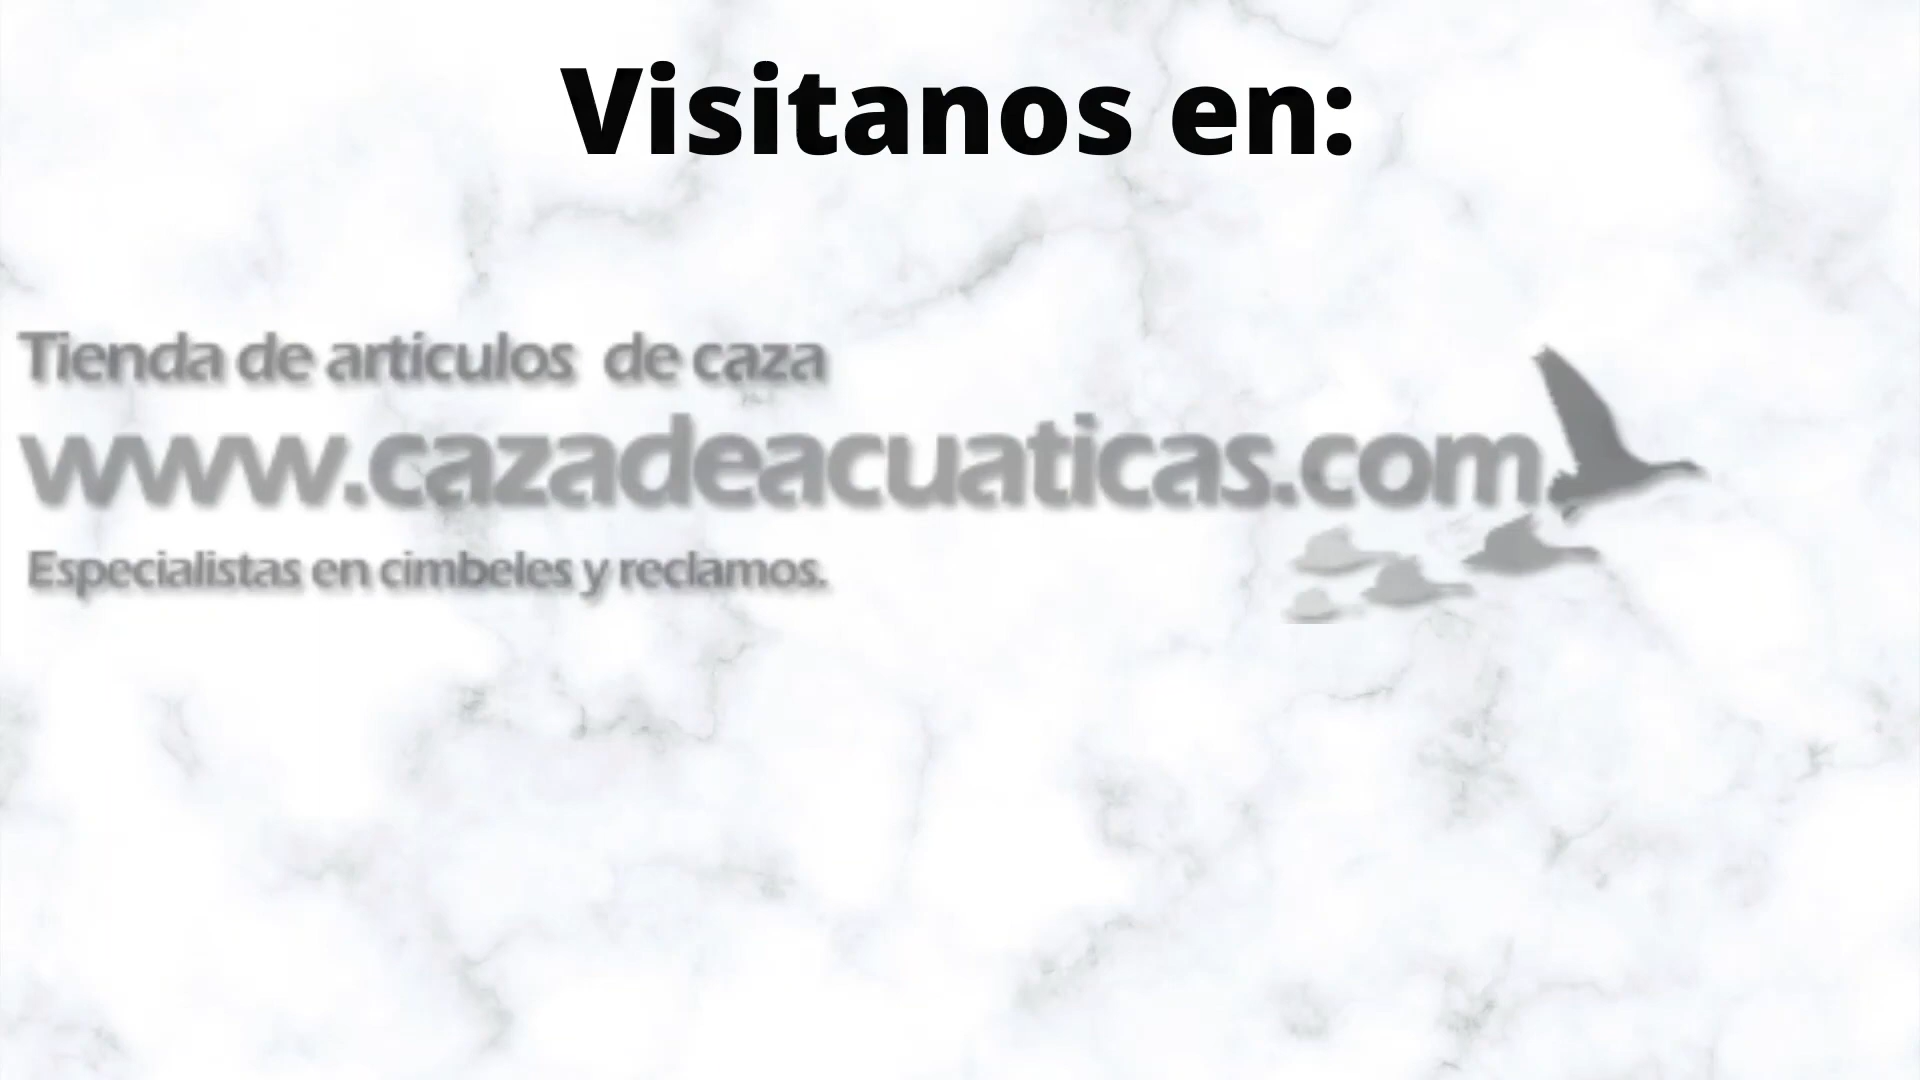 Visitanos en:
Tienda de articulos de caza
www.cazadeacuaticas.com
Especialistas en cimbeles y reclamos.